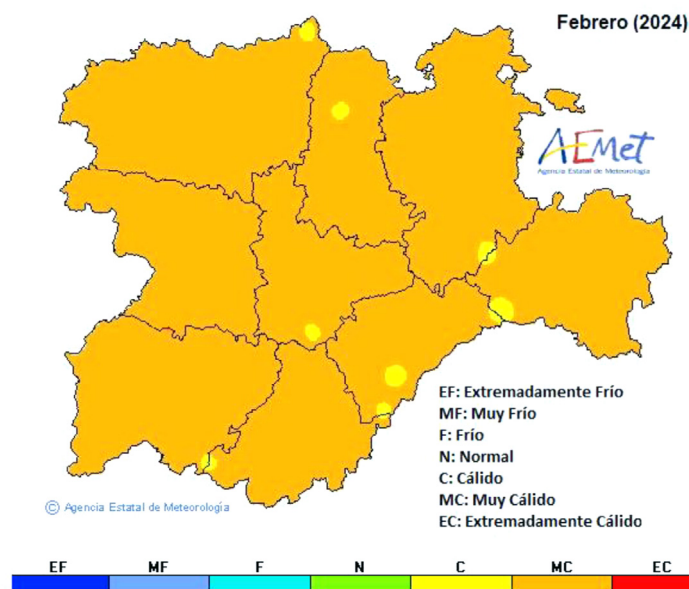 Febrero (2024)
AEMet
Agencia Estatal de Meteorología
EF: Extremadamente Frío
MF: Muy Frío
F: Frío
N: Normal
C: Cálido
MC: Muy Cálido
EC: Extremadamente Cálido
© Agencia Estatal de Meteorología
EF MF F N C MC EC